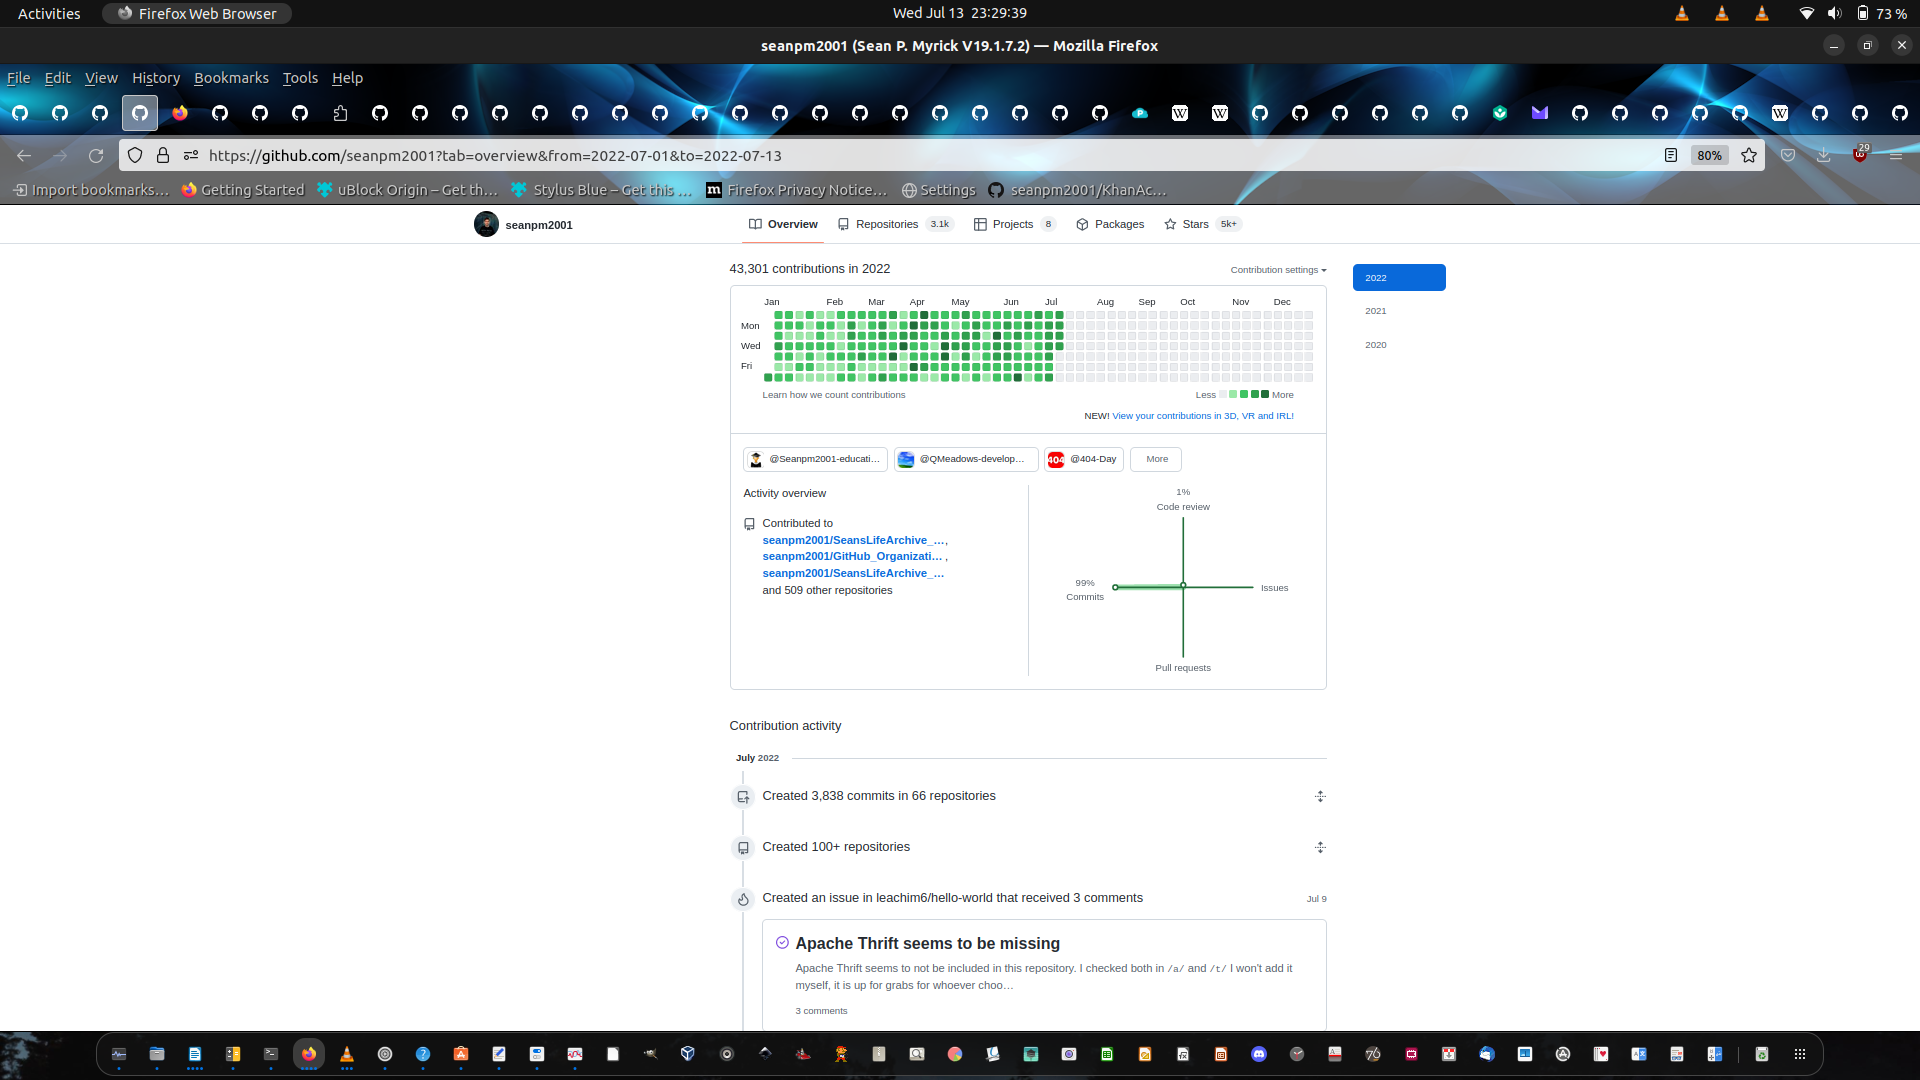 Activities
Firefox Web Browser
Wed Jul 13 23:29:39
73 %
seanpm2001 (Sean P. Myrick V19.1.7.2) — Mozilla Firefox
File Edit View History Bookmarks Tools Help
https://github.com/seanpm2001?tab=overview&from=2022-07-01&to=2022-07-13
80%
29
Import bookmarks…
Getting Started
uBlock Origin – Get th…
Stylus Blue – Get this …
Firefox Privacy Notice…
Settings
seanpm2001/KhanAc…
seanpm2001
Overview
Repositories 3.1k
Projects 8
Packages
Stars 5k+
43,301 contributions in 2022
Contribution settings
2022
2021
2020
Jan Feb Mar Apr May Jun Jul Aug Sep Oct Nov Dec
Mon
Wed
Fri
Learn how we count contributions
Less More
NEW! View your contributions in 3D, VR and IRL!
@Seanpm2001-educati…
@QMeadows-develop…
404 @404-Day
More
Activity overview
Contributed to
seanpm2001/SeansLifeArchive_…,
seanpm2001/GitHub_Organizati… ,
seanpm2001/SeansLifeArchive_…
and 509 other repositories
1%
Code review
99%
Commits
Issues
Pull requests
Contribution activity
July 2022
Created 3,838 commits in 66 repositories
Created 100+ repositories
Created an issue in leachim6/hello-world that received 3 comments
Jul 9
Apache Thrift seems to be missing
Apache Thrift seems to not be included in this repository. I checked both in /a/ and /t/ I won't add it
myself, it is up for grabs for whoever choo…
3 comments